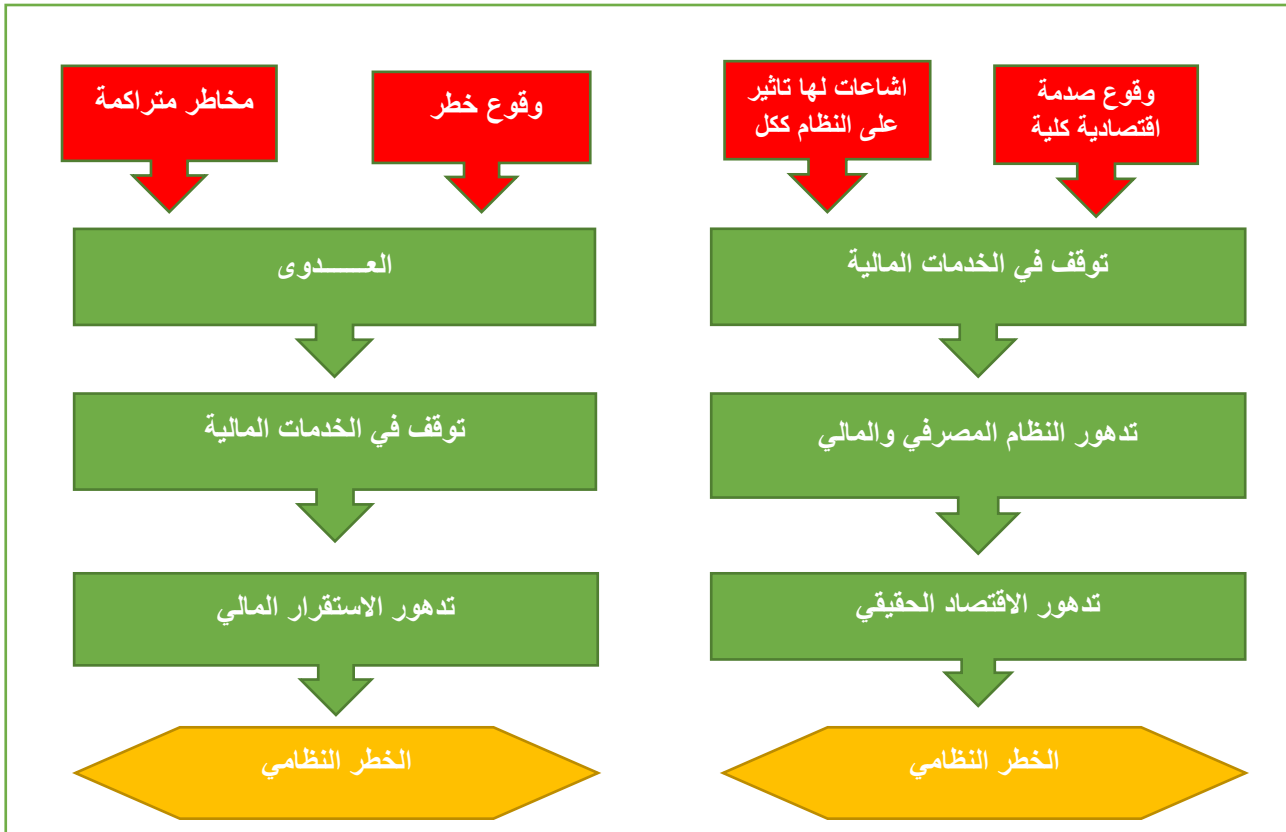 وقوع صدمة
اقتصادية كلية
اشاعات لها تاثير
على النظام ككل
توقف في الخدمات المالية
تدهور النظام المصرفي والمالي
تدهور الاقتصاد الحقيقي
الخطر النظامي
وقوع خطر
مخاطر متراكمة
العــــــدوى
توقف في الخدمات المالية
تدهور الاستقرار المالي
الخطر النظامي